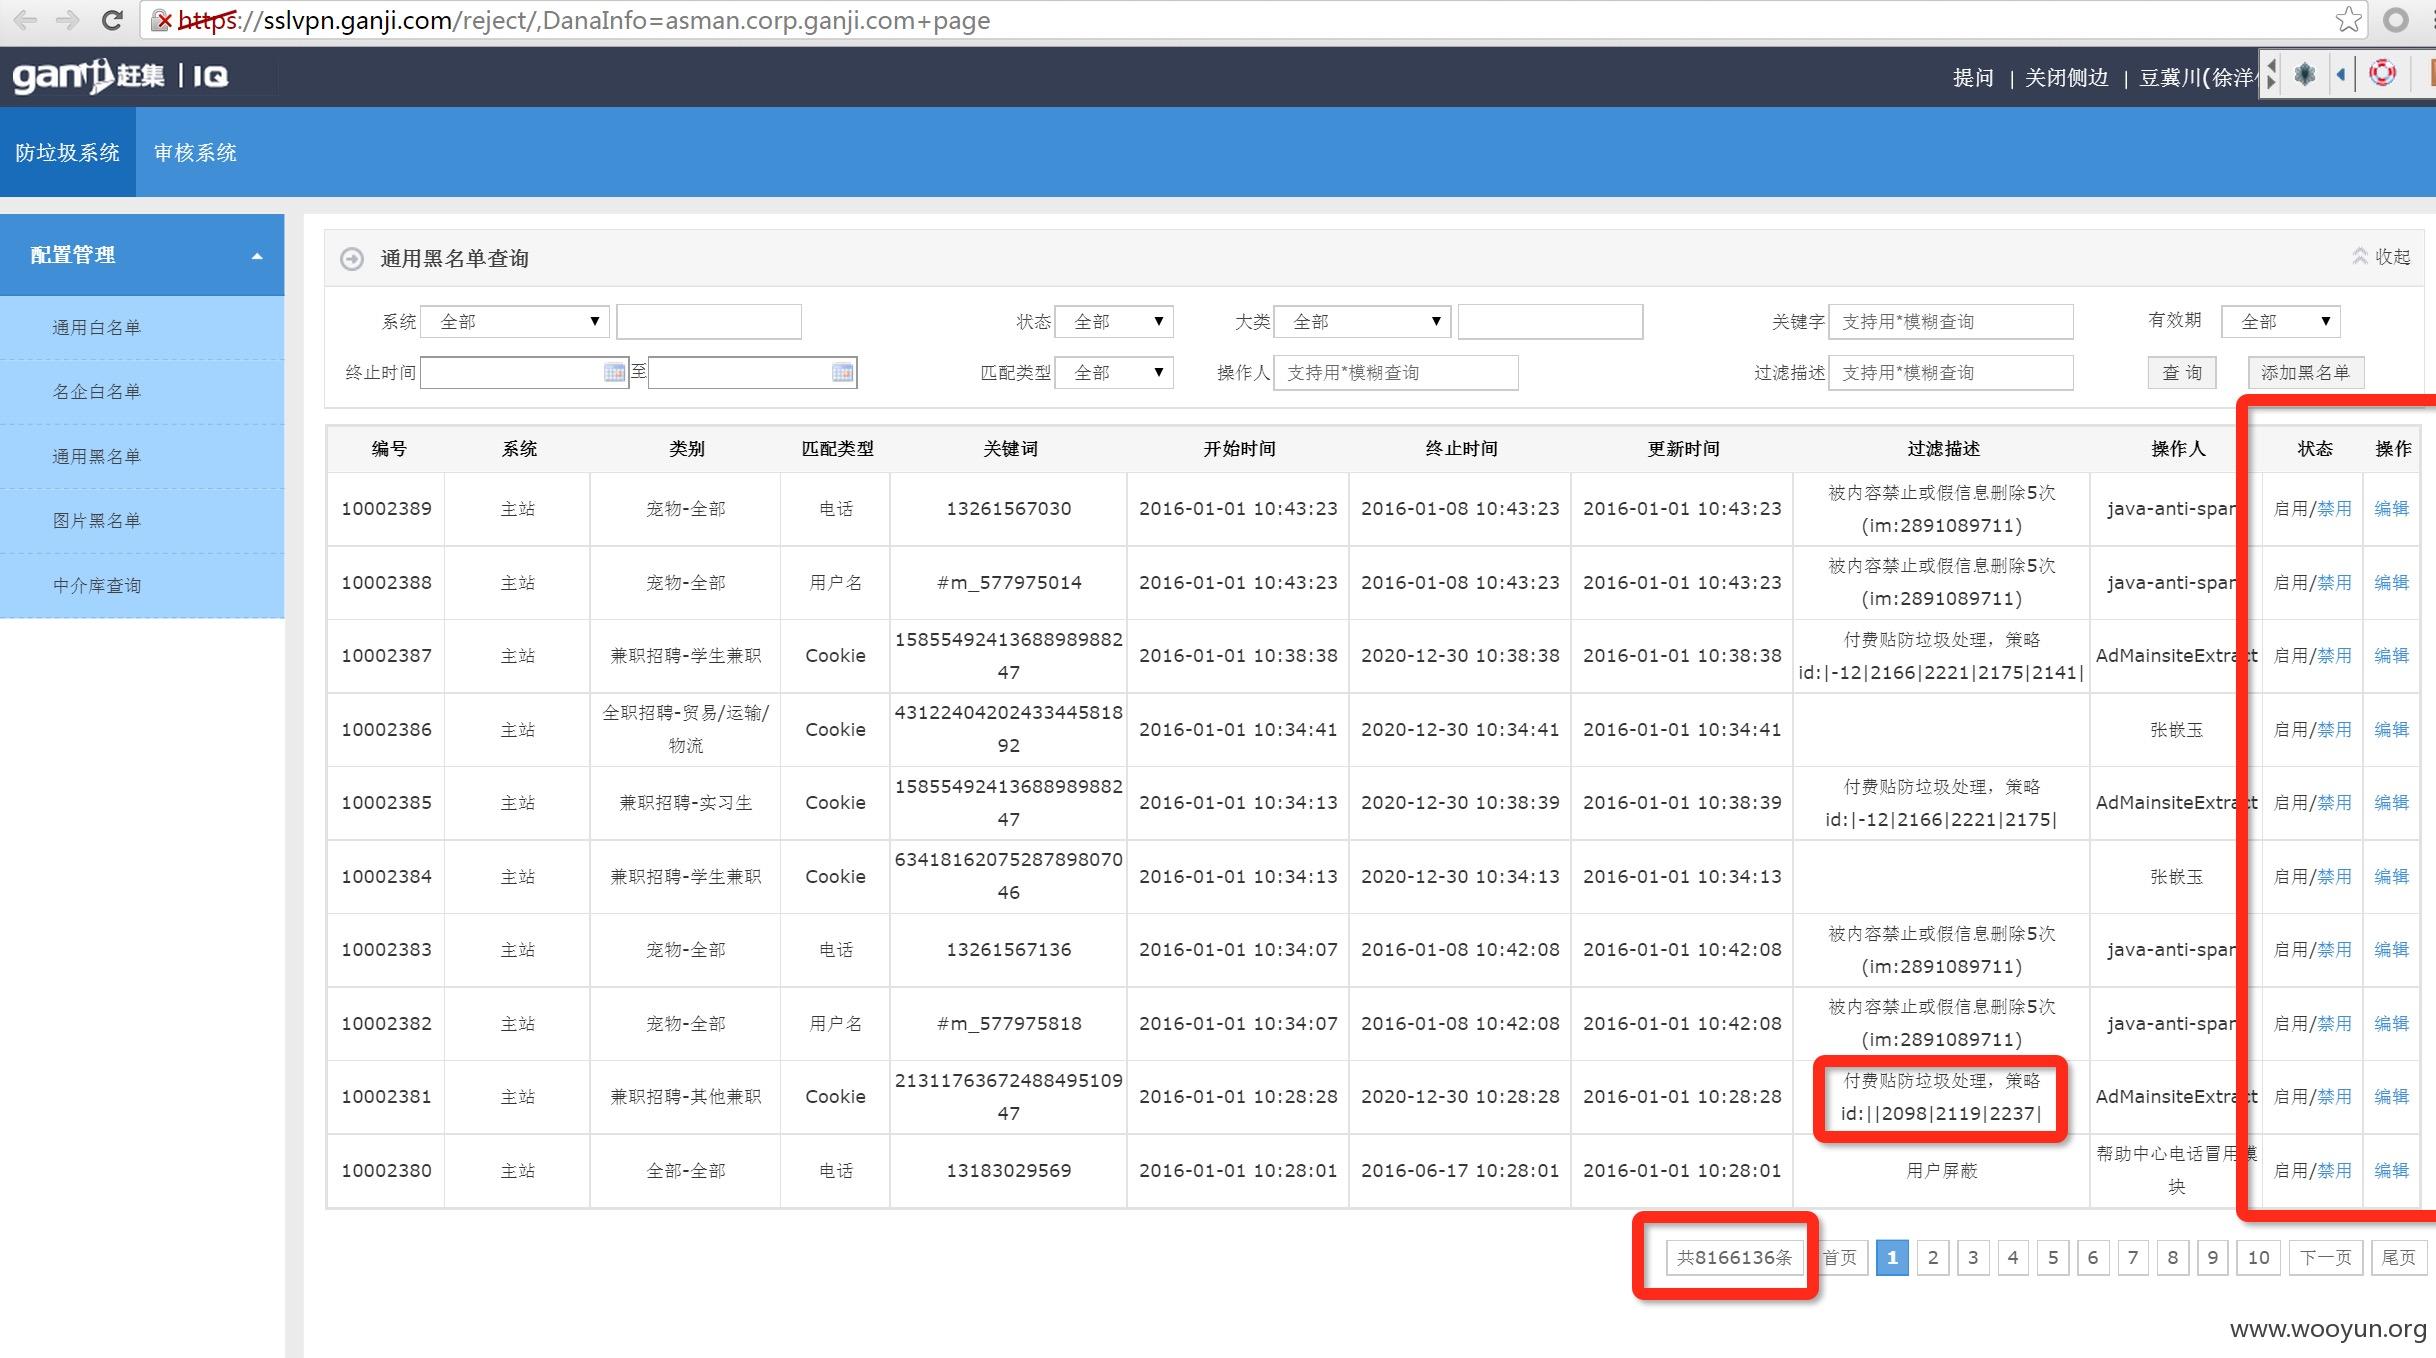 https://sslvpn.ganji.com/reject/,DanaInfo=asman.corp.ganji.com+page
ganji赶集 | IQ
提问 | 关闭侧边 | 豆冀川(徐洋
防垃圾系统 审核系统
配置管理
通用白名单
名企白名单
通用黑名单
图片黑名单
中介库查询
通用黑名单查询 收起
系统 全部 状态 全部 大类 全部 关键字 支持用*模糊查询 有效期 全部
终止时间 至 匹配类型 全部 操作人 支持用*模糊查询 过滤描述 支持用*模糊查询 查 询 添加黑名单
编号 系统 类别 匹配类型 关键词 开始时间 终止时间 更新时间 过滤描述 操作人 状态 操作
10002389 主站 宠物-全部 电话 13261567030 2016-01-01 10:43:23 2016-01-08 10:43:23 2016-01-01 10:43:23 被内容禁止或假信息删除5次
(im:2891089711) java-anti-spam 启用/禁用 编辑
10002388 主站 宠物-全部 用户名 #m_577975014 2016-01-01 10:43:23 2016-01-08 10:43:23 2016-01-01 10:43:23 被内容禁止或假信息删除5次
(im:2891089711) java-anti-spam 启用/禁用 编辑
10002387 主站 兼职招聘-学生兼职 Cookie 15855492413688989882
47 2016-01-01 10:38:38 2020-12-30 10:38:38 2016-01-01 10:38:38 付费贴防垃圾处理，策略
id:|-12|2166|2221|2175|2141| AdMainsiteExtract 启用/禁用 编辑
10002386 主站 全职招聘-贸易/运输/
物流 Cookie 43122404202433445818
92 2016-01-01 10:34:41 2020-12-30 10:34:41 2016-01-01 10:34:41 张嵌玉 启用/禁用 编辑
10002385 主站 兼职招聘-实习生 Cookie 15855492413688989882
47 2016-01-01 10:34:13 2020-12-30 10:38:39 2016-01-01 10:38:39 付费贴防垃圾处理，策略
id:|-12|2166|2221|2175| AdMainsiteExtract 启用/禁用 编辑
10002384 主站 兼职招聘-学生兼职 Cookie 63418162075287898070
46 2016-01-01 10:34:13 2020-12-30 10:34:13 2016-01-01 10:34:13 张嵌玉 启用/禁用 编辑
10002383 主站 宠物-全部 电话 13261567136 2016-01-01 10:34:07 2016-01-08 10:42:08 2016-01-01 10:42:08 被内容禁止或假信息删除5次
(im:2891089711) java-anti-spam 启用/禁用 编辑
10002382 主站 宠物-全部 用户名 #m_577975818 2016-01-01 10:34:07 2016-01-08 10:42:08 2016-01-01 10:42:08 被内容禁止或假信息删除5次
(im:2891089711) java-anti-spam 启用/禁用 编辑
10002381 主站 兼职招聘-其他兼职 Cookie 21311763672488495109
47 2016-01-01 10:28:28 2020-12-30 10:28:28 2016-01-01 10:28:28 付费贴防垃圾处理，策略
id:||2098|2119|2237| AdMainsiteExtract 启用/禁用 编辑
10002380 主站 全部-全部 电话 13183029569 2016-01-01 10:28:01 2016-06-17 10:28:01 2016-01-01 10:28:01 用户屏蔽 帮助中心电话冒用模
块 启用/禁用 编辑
共8166136条 首页 1 2 3 4 5 6 7 8 9 10 下一页 尾页
www.wooyun.org